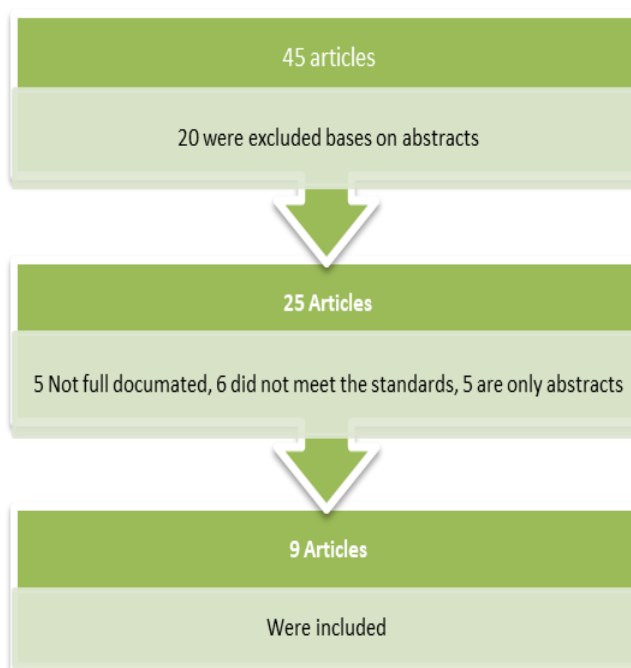 45 articles
20 were excluded bases on abstracts
25 Articles
5 Not full documated, 6 did not meet the standards, 5 are only abstracts
9 Articles
Were included